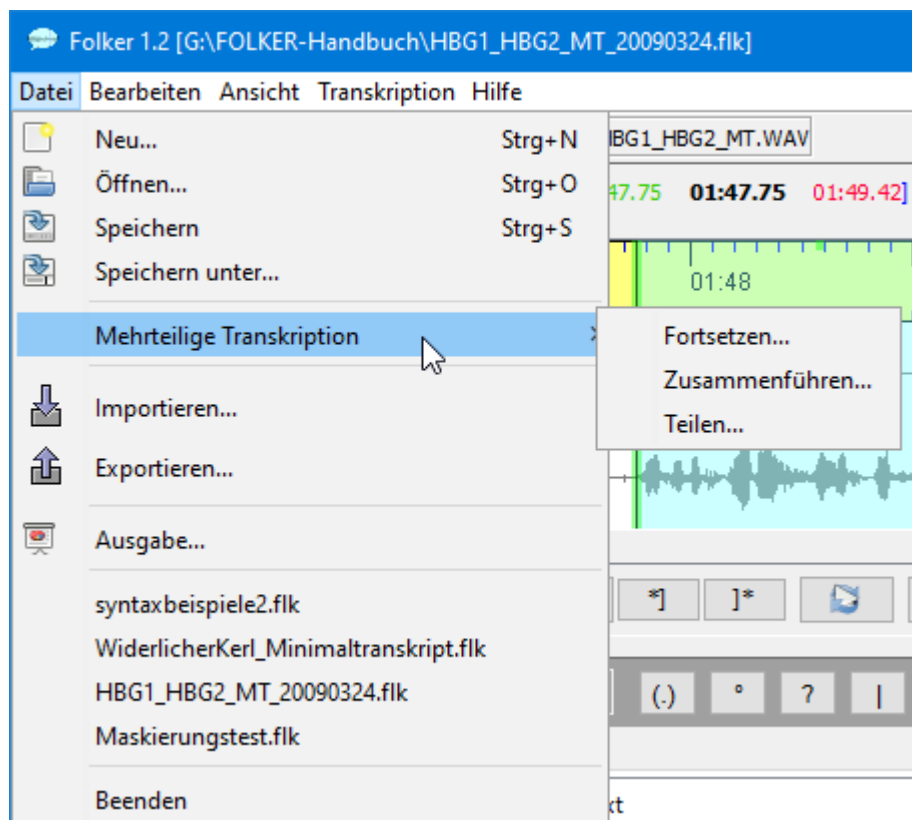 Folker 1.2 [G:\FOLKER-Handbuch\HBG1_HBG2_MT_20090324.flk]
Datei Bearbeiten Ansicht Transkription Hilfe
Neu... Strg+N
Öffnen... Strg+O
Speichern Strg+S
Speichern unter...
Mehrteilige Transkription
Importieren...
Exportieren...
Ausgabe...
syntaxbeispiele2.flk
WiderlicherKerl_Minimaltranskript.flk
HBG1_HBG2_MT_20090324.flk
Maskierungstest.flk
Beenden
Fortsetzen...
Zusammenführen...
Teilen...
BG1_HBG2_MT.WAV
47.75 01:47.75 01:49.42]
01:48
*] ]*
(.) ° ? |